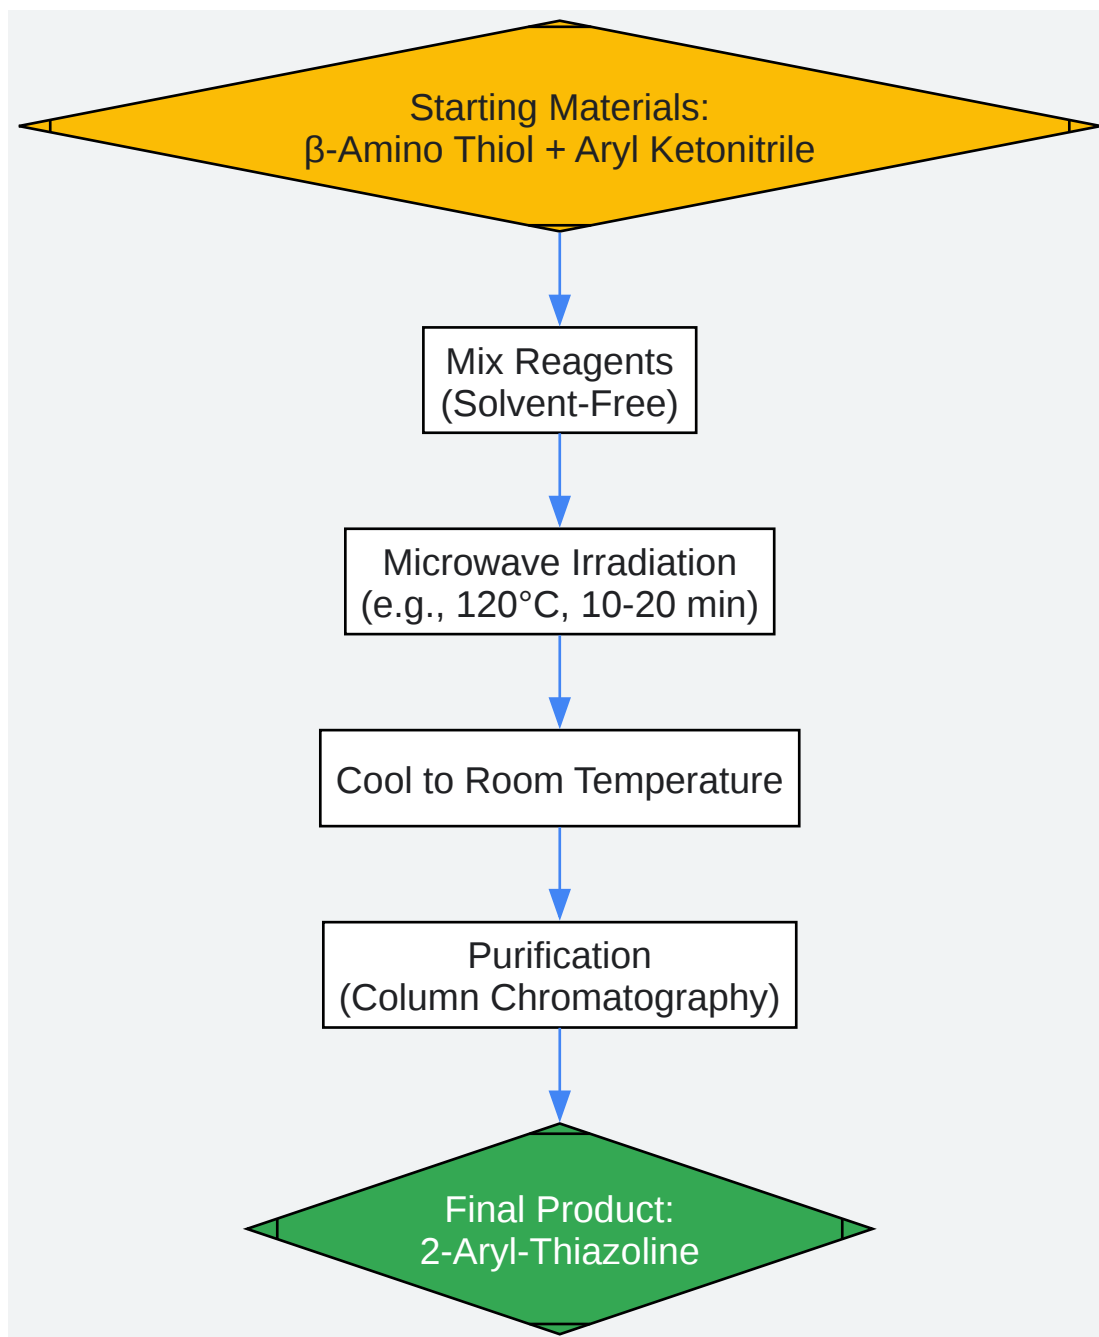 Starting Materials:
β-Amino Thiol + Aryl Ketonitrile
Mix Reagents
(Solvent-Free)
Microwave Irradiation
(e.g., 120°C, 10-20 min)
Cool to Room Temperature
Purification
(Column Chromatography)
Final Product:
2-Aryl-Thiazoline